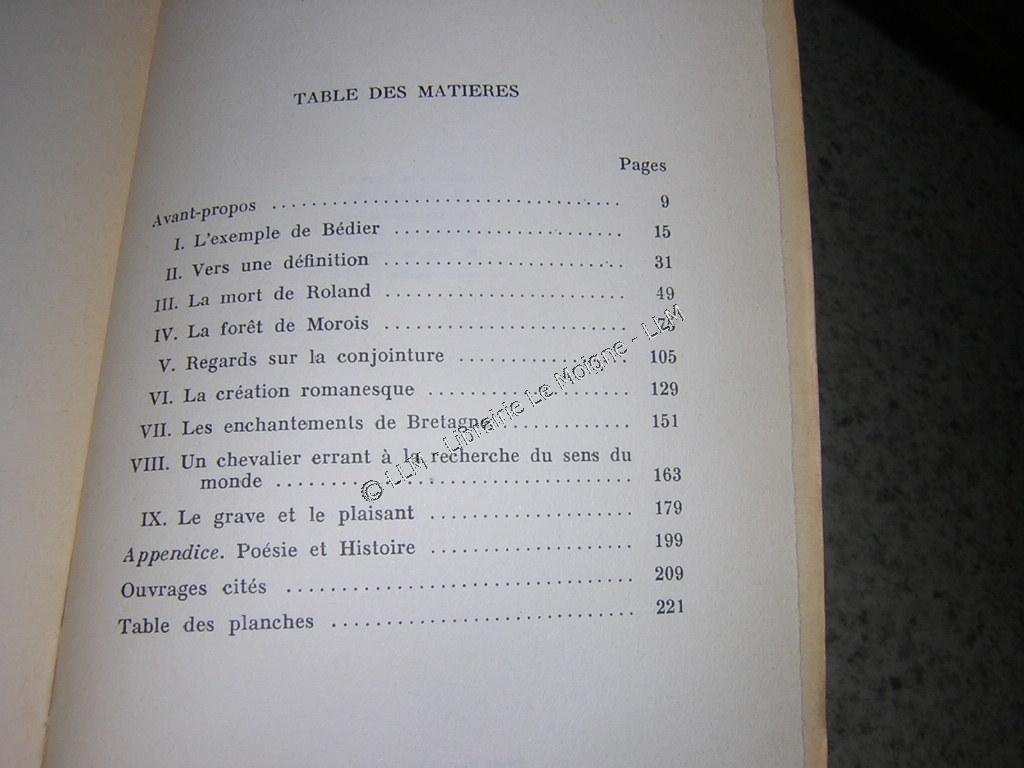 TABLE DES MATIERES
Pages
Avant-propos .................................... 9
I. L'exemple de Bédier ....................... 15
II. Vers une définition ........................ 31
III. La mort de Roland ........................ 49
IV. La forêt de Morois ........................
V. Regards sur la conjointure ................ 105
VI. La création romanesque ................... 129
VII. Les enchantements de Bretagne ............. 151
VIII. Un chevalier errant à la recherche du sens du
monde .................................... 163
IX. Le grave et le plaisant .................... 179
Appendice. Poésie et Histoire .................... 199
Ouvrages cités .................................. 209
Table des planches .............................. 221
© LLM - Librairie Le Moigne - LLM